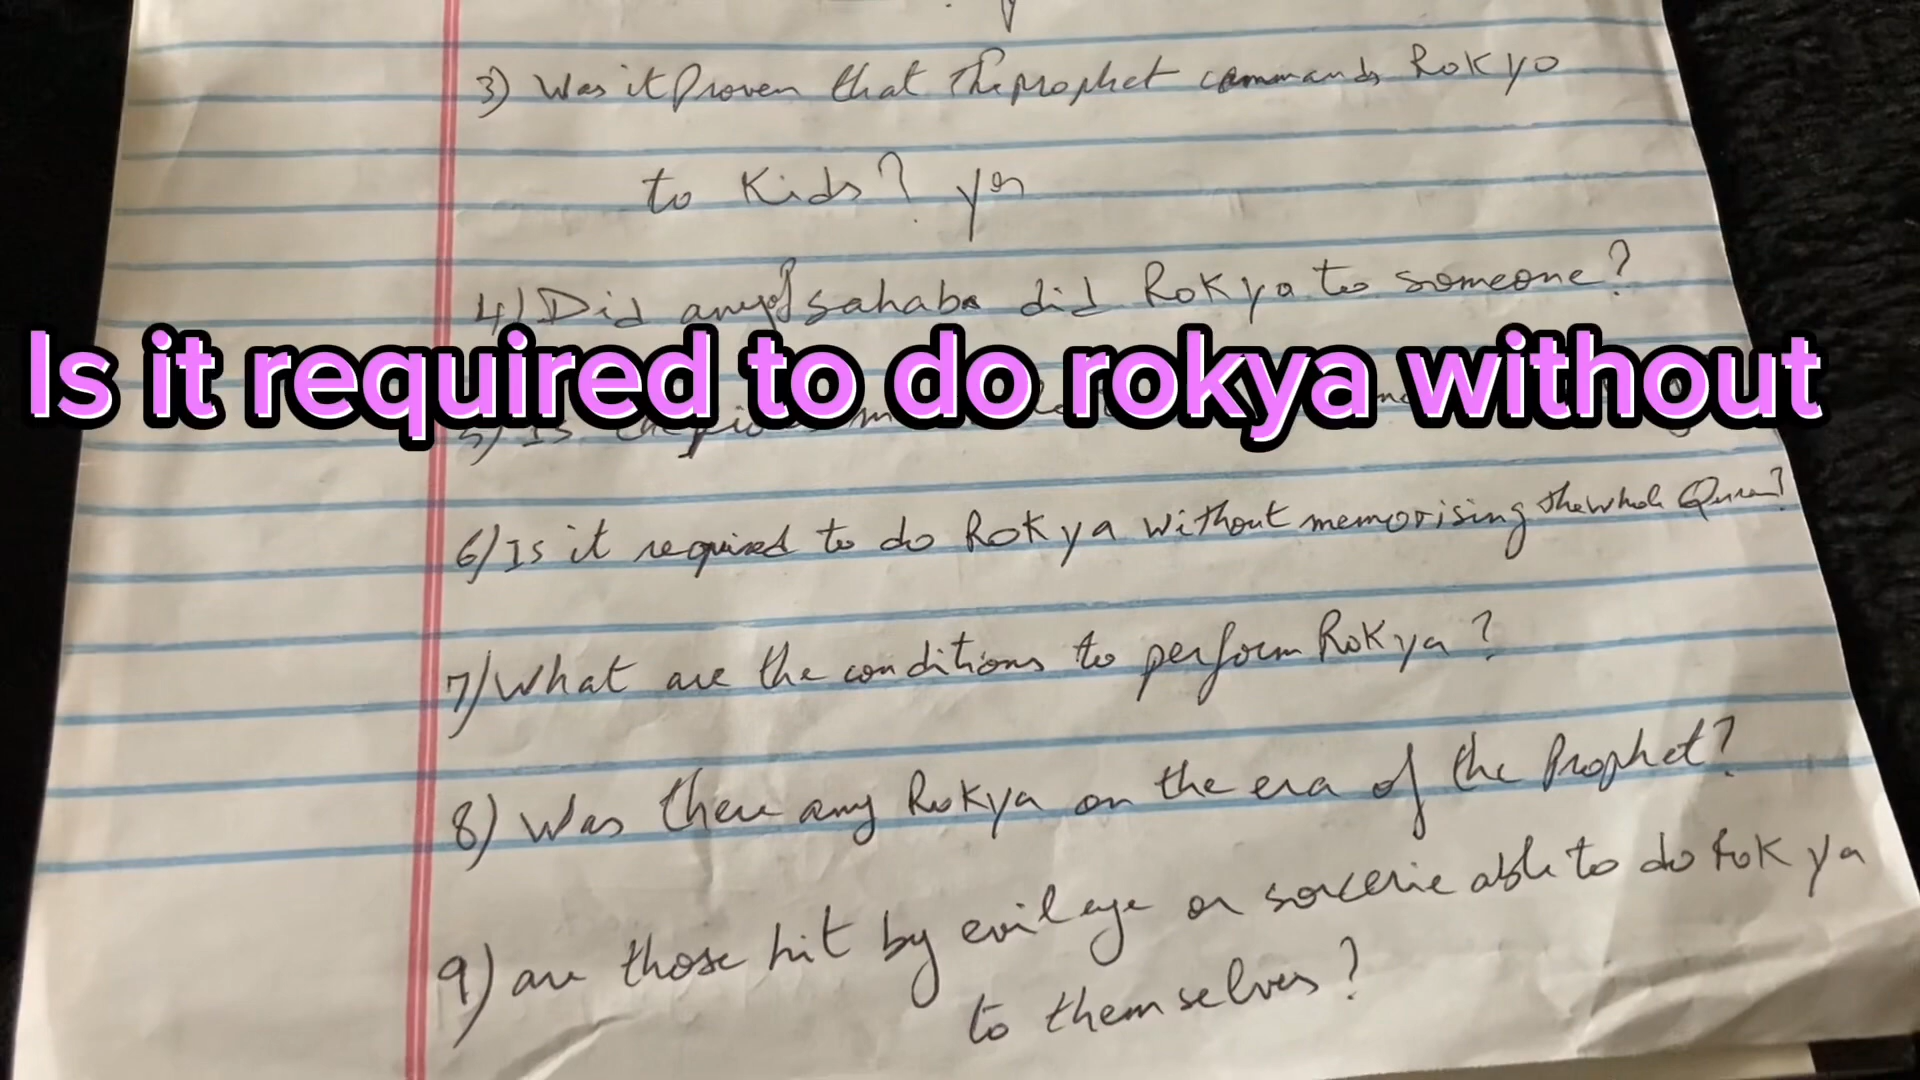 3) Was it Proven that The prophet commands Rokya
to Kids? yes
4) Did any of sahaba did Rokya to someone?
Is it required to do rokya without
5) Is
6) Is it required to do Rokya without memorising the whole Quran?
7) What are the conditions to perform Rokya?
8) Was there any Rokya on the era of the Prophet?
9) are those hit by evil eye or sorcerie able to do Rokya
to themselves?